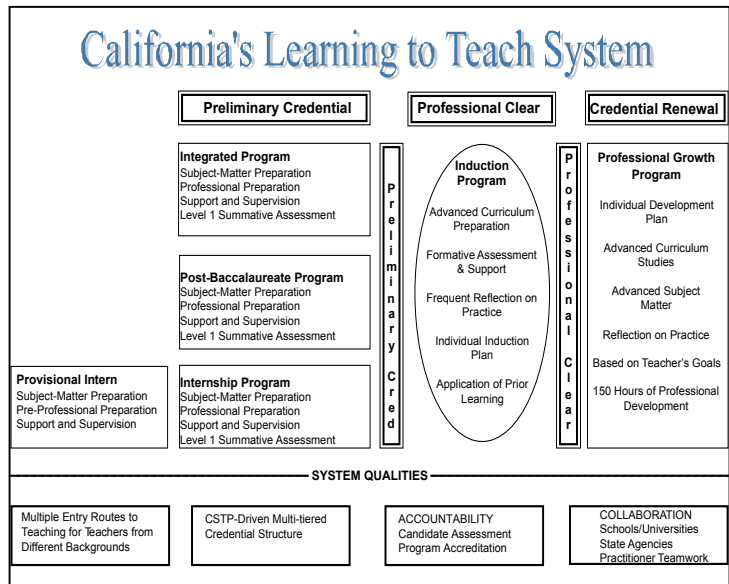 California's Learning to Teach System
Preliminary Credential
Professional Clear
Credential Renewal
Integrated Program
Subject-Matter Preparation
Professional Preparation
Support and Supervision
Level 1 Summative Assessment
Post-Baccalaureate Program
Subject-Matter Preparation
Professional Preparation
Support and Supervision
Level 1 Summative Assessment
Provisional Intern
Subject-Matter Preparation
Pre-Professional Preparation
Support and Supervision
Internship Program
Subject-Matter Preparation
Professional Preparation
Support and Supervision
Level 1 Summative Assessment
Preliminary Cred
Induction
Program
Advanced Curriculum
Preparation
Formative Assessment
& Support
Frequent Reflection on
Practice
Individual Induction
Plan
Application of Prior
Learning
Professional Clear
Professional Growth
Program
Individual Development
Plan
Advanced Curriculum
Studies
Advanced Subject
Matter
Reflection on Practice
Based on Teacher's Goals
150 Hours of Professional
Development
SYSTEM QUALITIES
Multiple Entry Routes to
Teaching for Teachers from
Different Backgrounds
CSTP-Driven Multi-tiered
Credential Structure
ACCOUNTABILITY
Candidate Assessment
Program Accreditation
COLLABORATION
Schools/Universities
State Agencies
Practitioner Teamwork